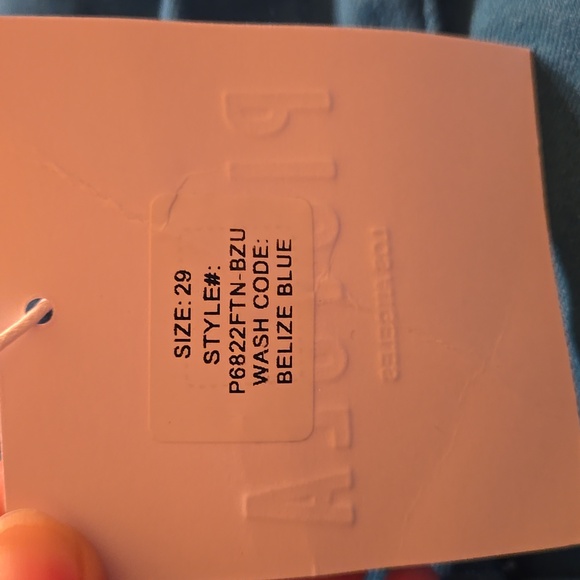 SIZE: 29
STYLE#:
P6822FTN-BZU
WASH CODE:
BELIZE BLUE